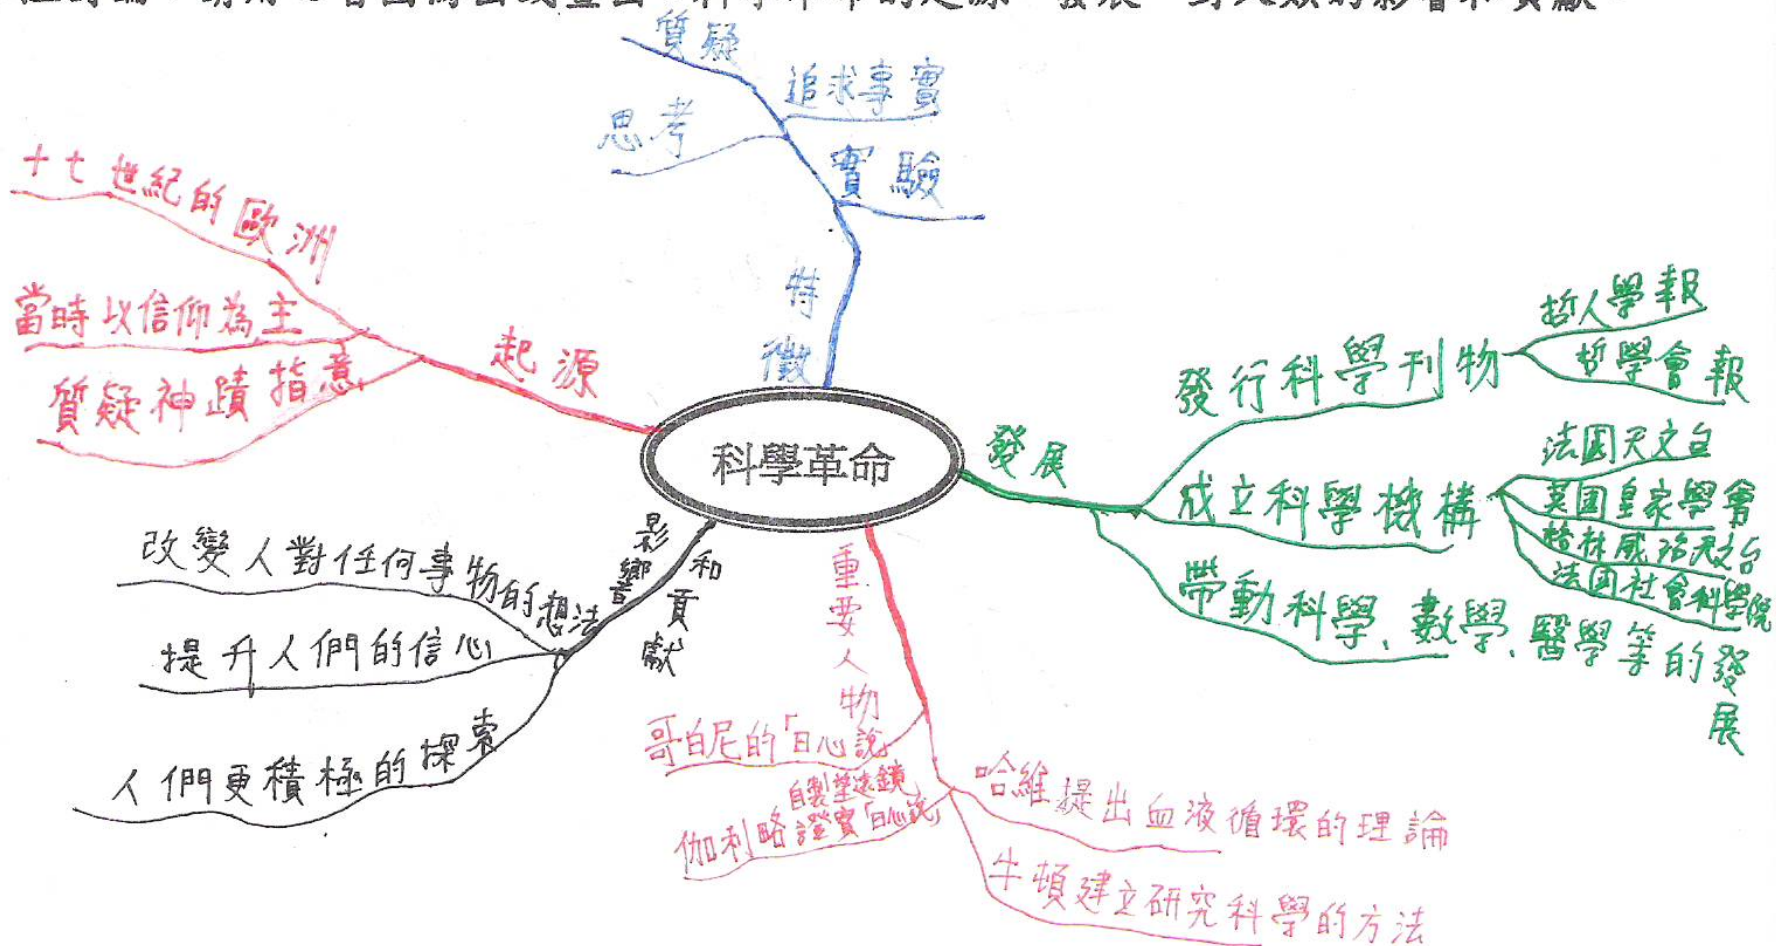 科學革命
特徵
質疑
追求事實
思考
實驗
起源
十七世紀的歐洲
當時以信仰為主
質疑神蹟指意
發展
發行科學刊物
哲人學報
哲學會報
成立科學機構
法國天文台
英國皇家學會
格林威治天文台
法國社會科學院
帶動科學、數學、醫學等的發展
影響和貢獻
改變人對任何事物的想法
提升人們的信心
人們更積極的探索
重要人物
哥白尼的「日心說」
自製望遠鏡
伽利略證實「日心說」
哈維提出血液循環的理論
牛頓建立研究科學的方法